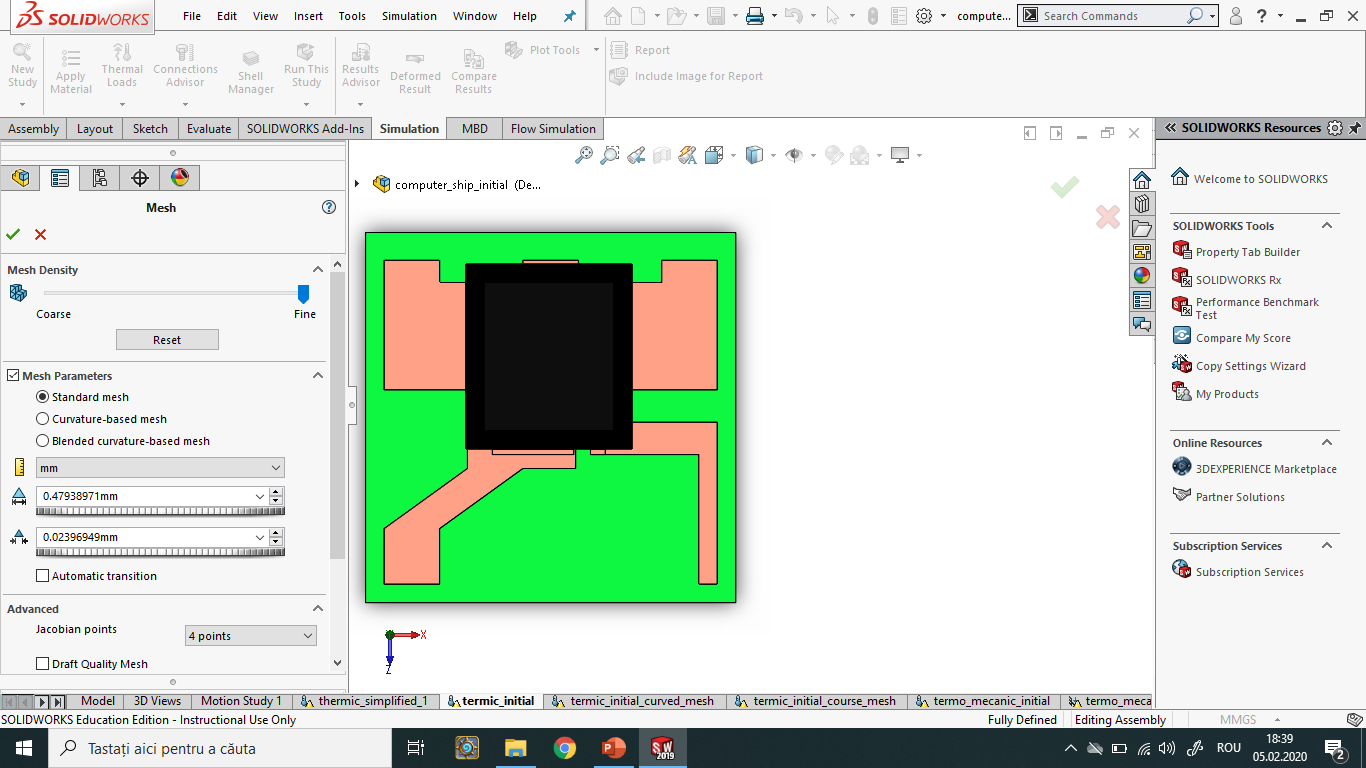 SOLIDWORKS File Edit View Insert Tools Simulation Window Help compute... Search Commands ?
New Study
Apply Material
Thermal Loads
Connections Advisor
Shell Manager
Run This Study
Results Advisor
Deformed Result
Compare Results
Plot Tools
Report
Include Image for Report
Assembly Layout Sketch Evaluate SOLIDWORKS Add-Ins Simulation MBD Flow Simulation
Mesh ?
Mesh Density
Coarse Fine
Reset
Mesh Parameters
Standard mesh
Curvature-based mesh
Blended curvature-based mesh
mm
0.47938971mm
0.02396949mm
Automatic transition
Advanced
Jacobian points 4 points
Draft Quality Mesh
computer_ship_initial (De...
X
Z
SOLIDWORKS Resources
Welcome to SOLIDWORKS
SOLIDWORKS Tools
Property Tab Builder
SOLIDWORKS Rx
Performance Benchmark
Test
Compare My Score
Copy Settings Wizard
My Products
Online Resources
3DEXPERIENCE Marketplace
Partner Solutions
Subscription Services
Subscription Services
Model 3D Views Motion Study 1 thermic_simplified_1 termic_initial termic_initial_curved_mesh termic_initial_course_mesh termo_mecanic_initial termo_meca
SOLIDWORKS Education Edition - Instructional Use Only Fully Defined Editing Assembly MMGS
Tastați aici pentru a căuta
SW 2019
ROU
18:39
05.02.2020
2